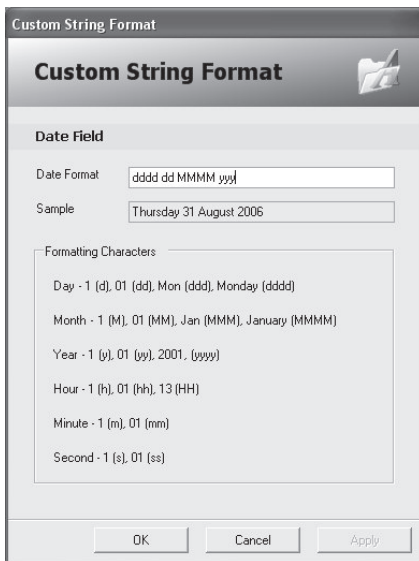 Custom String Format
Custom String Format
Date Field
Date Format dddd dd MMMM yyy
Sample Thursday 31 August 2006
Formatting Characters
Day - 1 (d), 01 (dd), Mon (ddd), Monday (dddd)
Month - 1 (M), 01 (MM), Jan (MMM), January (MMMM)
Year - 1 (y), 01 (yy), 2001, (yyyy)
Hour - 1 (h), 01 (hh), 13 (HH)
Minute - 1 (m), 01 (mm)
Second - 1 (s), 01 (ss)
OK Cancel Apply